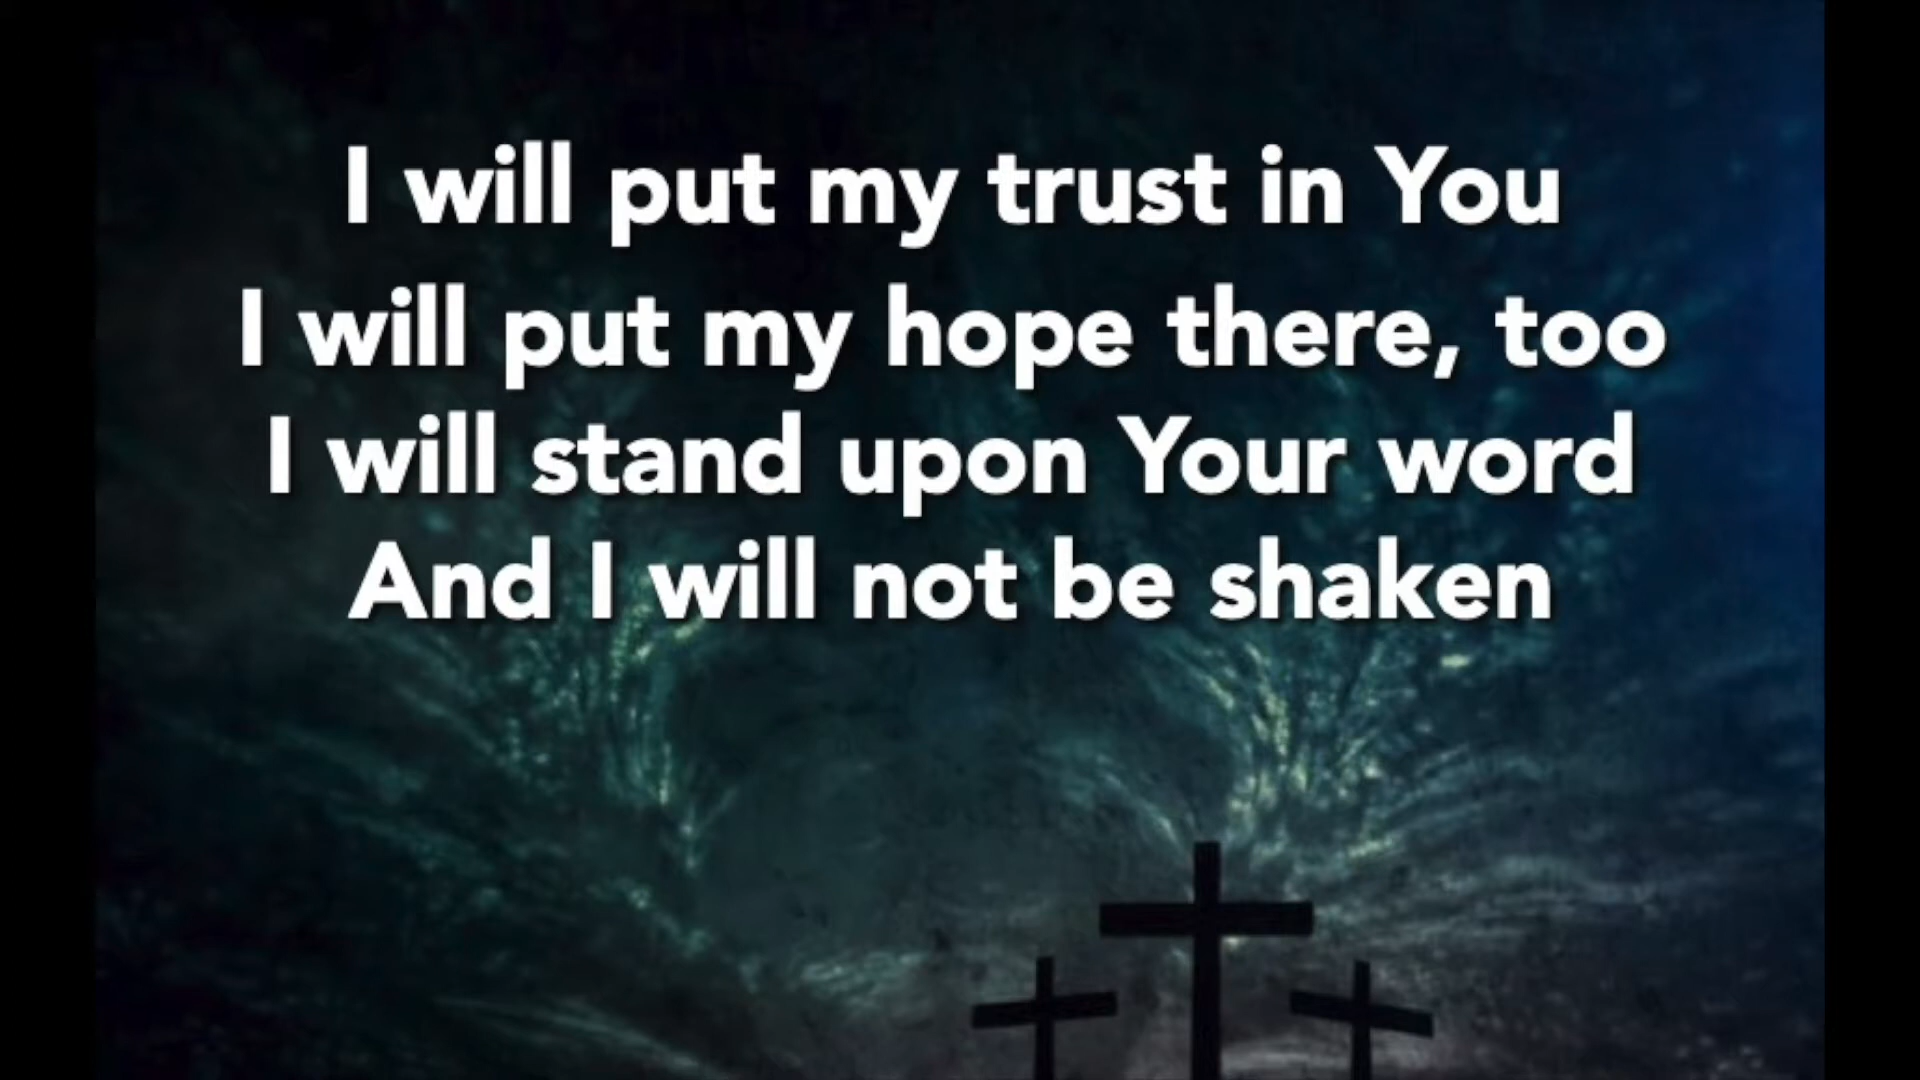 I will put my trust in You
I will put my hope there, too
I will stand upon Your word
And I will not be shaken